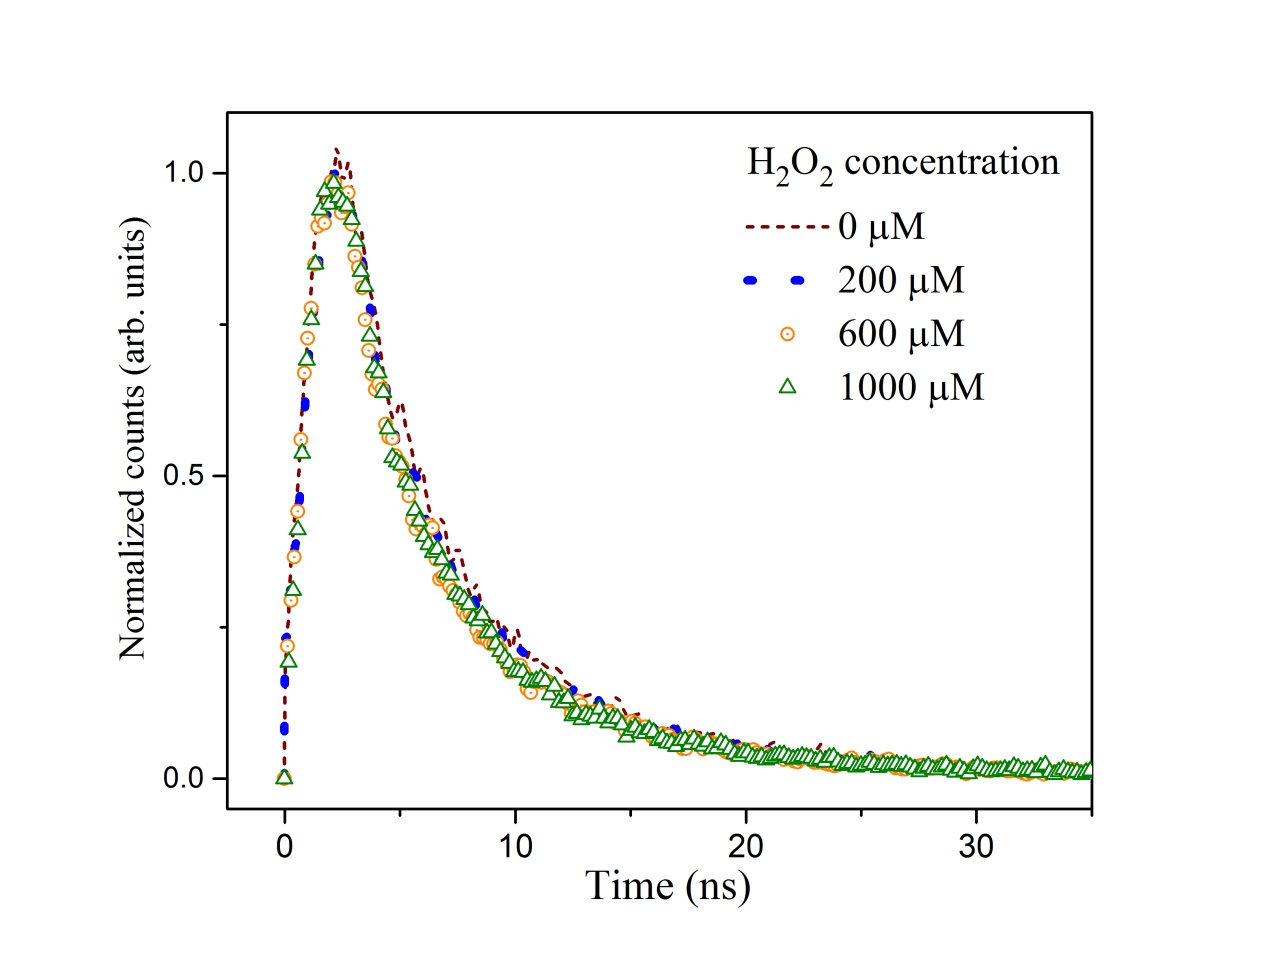 H₂O₂ concentration
0 μM
200 μM
600 μM
1000 μM
Normalized counts (arb. units)
1.0
0.5
0.0
0 10 20 30
Time (ns)